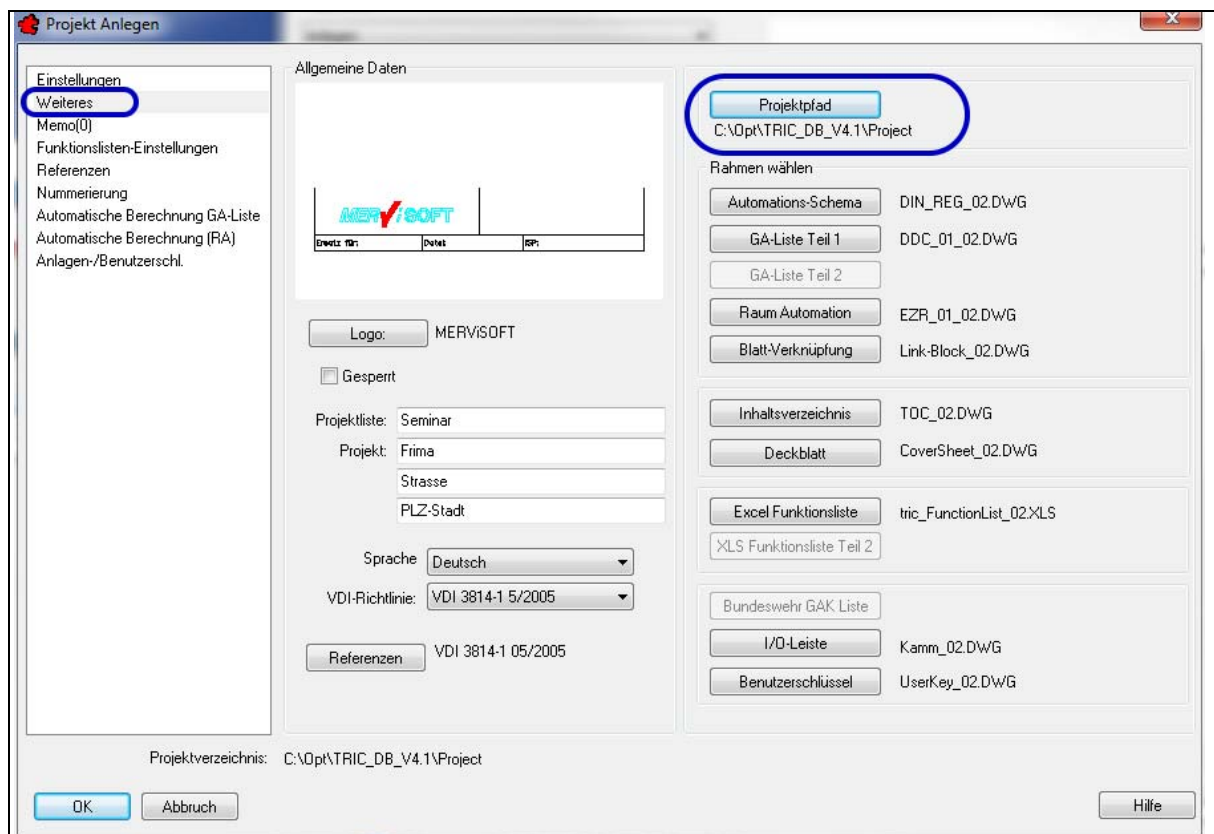 Projekt Anlegen
Einstellungen
Weiteres
Memo(0)
Funktionslisten-Einstellungen
Referenzen
Nummerierung
Automatische Berechnung GA-Liste
Automatische Berechnung (RA)
Anlagen-/Benutzerschl.
Allgemeine Daten
MERViSOFT
Ersatz für:
Datei:
ISP:
Logo:
MERViSOFT
Gesperrt
Projektliste: Seminar
Projekt: Frima
Strasse
PLZ-Stadt
Sprache Deutsch
VDI-Richtlinie: VDI 3814-1 5/2005
Referenzen VDI 3814-1 05/2005
Projektpfad
C:\Opt\TRIC_DB_V4.1\Project
Rahmen wählen
Automations-Schema DIN_REG_02.DWG
GA-Liste Teil 1 DDC_01_02.DWG
GA-Liste Teil 2
Raum Automation EZR_01_02.DWG
Blatt-Verknüpfung Link-Block_02.DWG
Inhaltsverzeichnis TOC_02.DWG
Deckblatt CoverSheet_02.DWG
Excel Funktionsliste tric_FunctionList_02.XLS
XLS Funktionsliste Teil 2
Bundeswehr GAK Liste
I/O-Leiste Kamm_02.DWG
Benutzerschlüssel UserKey_02.DWG
Projektverzeichnis: C:\Opt\TRIC_DB_V4.1\Project
OK
Abbruch
Hilfe